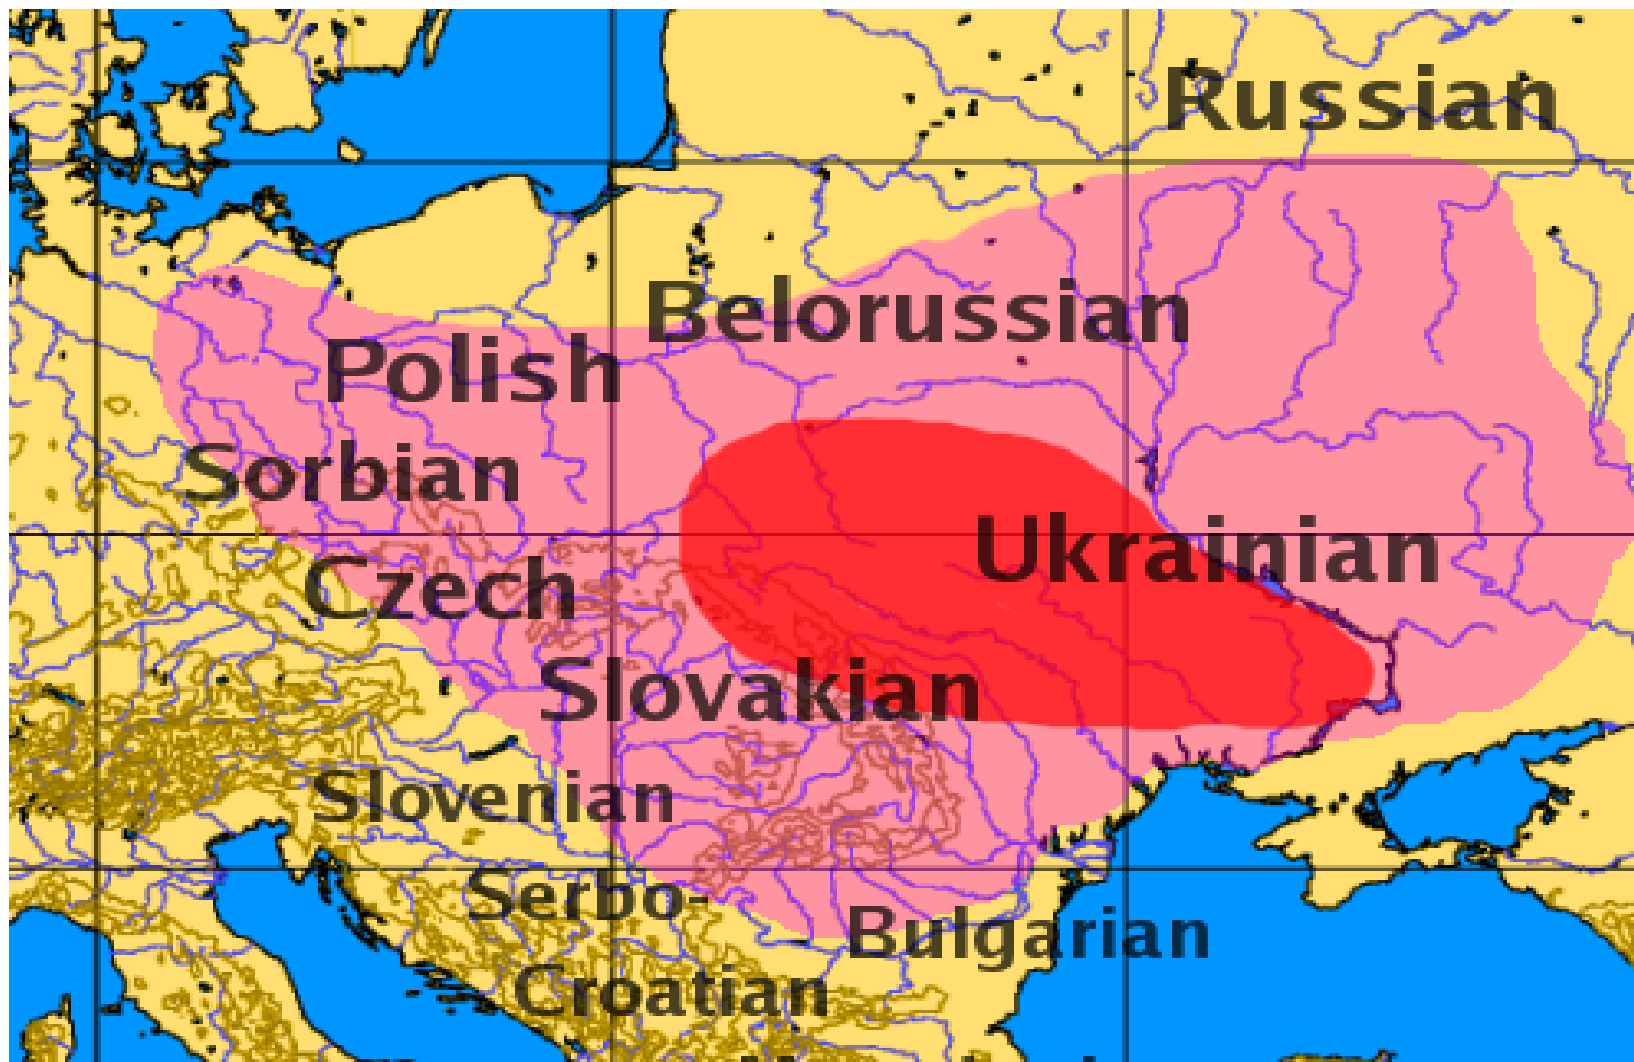 Russian
Belorussian
Polish
Sorbian
Ukrainian
Czech
Slovakian
Slovenian
Serbo-
Croatian
Bulgarian